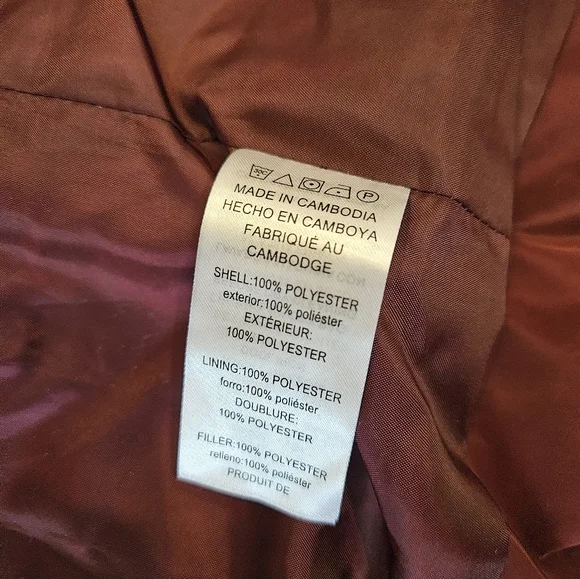 30C
P
MADE IN CAMBODIA
HECHO EN CAMBOYA
FABRIQUÉ AU
CAMBODGE
SHELL:100% POLYESTER
exterior:100% poliéster
EXTÉRIEUR:
100% POLYESTER
LINING:100% POLYESTER
forro:100% poliéster
DOUBLURE:
100% POLYESTER
FILLER:100% POLYESTER
relleno:100% poliéster
PRODUIT DE